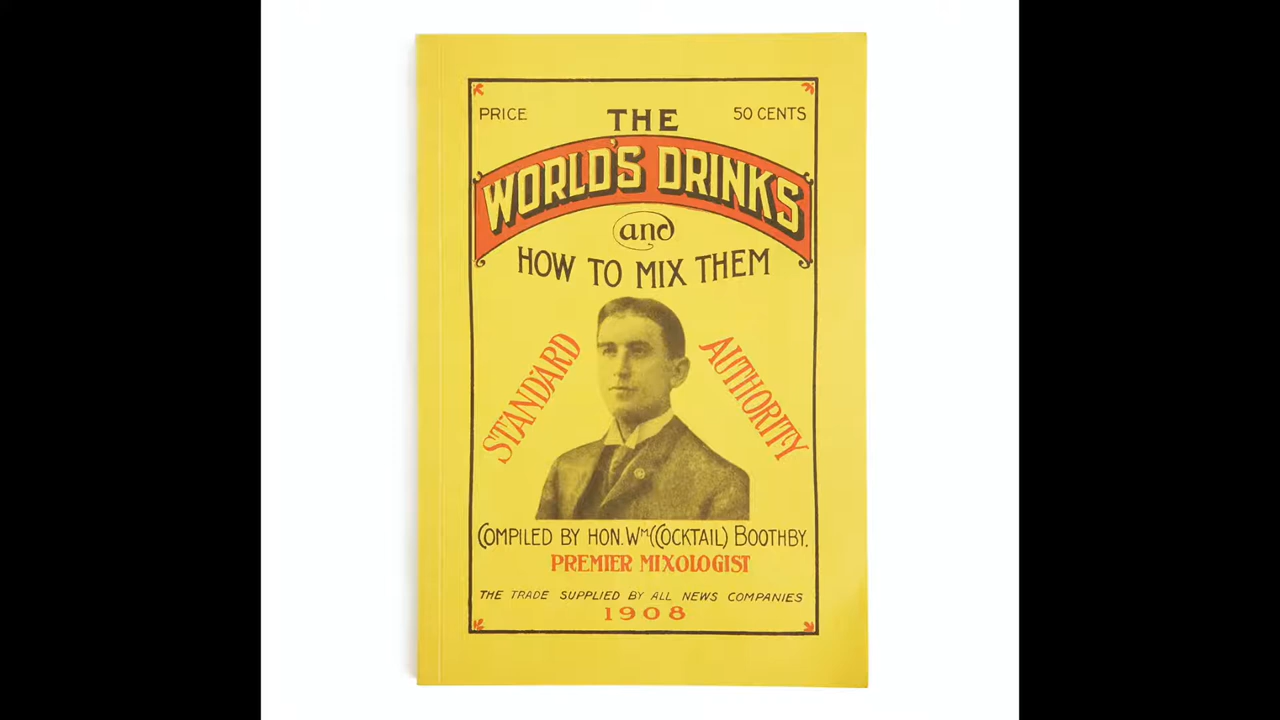 PRICE
THE
50 CENTS
WORLD'S DRINKS
and
HOW TO MIX THEM
STANDARD
AUTHORITY
COMPILED BY HON. WM (COCKTAIL) BOOTHBY.
PREMIER MIXOLOGIST
THE TRADE SUPPLIED BY ALL NEWS COMPANIES
1908